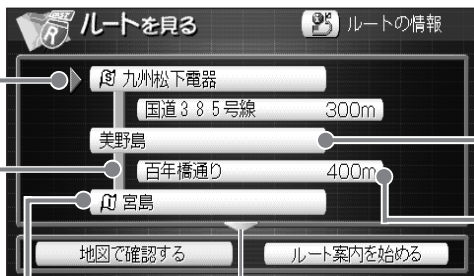 ルートを見る
ルートの情報
九州松下電器
国道３８５号線 300m
美野島
百年橋通り 400m
宮島
地図で確認する ルート案内を始める